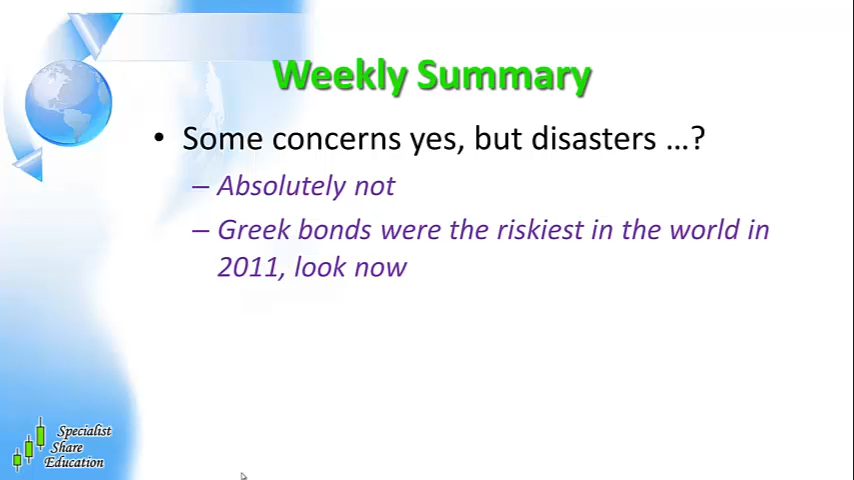 Weekly Summary
• Some concerns yes, but disasters ...?
– Absolutely not
– Greek bonds were the riskiest in the world in
2011, look now
Specialist
Share
Education